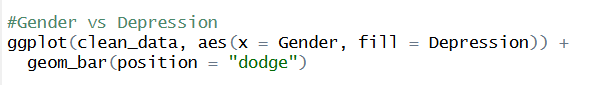 #Gender vs Depression
ggplot(clean_data, aes(x = Gender, fill = Depression)) +
  geom_bar(position = "dodge")